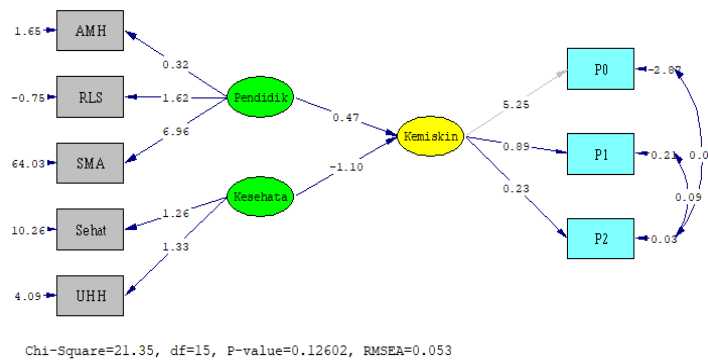 1.65 AMH
0.32
-0.75 RLS 1.62 Pendidik
6.96
64.03 SMA
0.47
10.26 Sehat 1.26 Kesehata
1.33
4.09 UHH
-1.10
Kemiskin
5.25
0.89
0.23
P0 -2.87
P1 0.21
0.0
0.09
P2 0.03
Chi-Square=21.35, df=15, P-value=0.12602, RMSEA=0.053